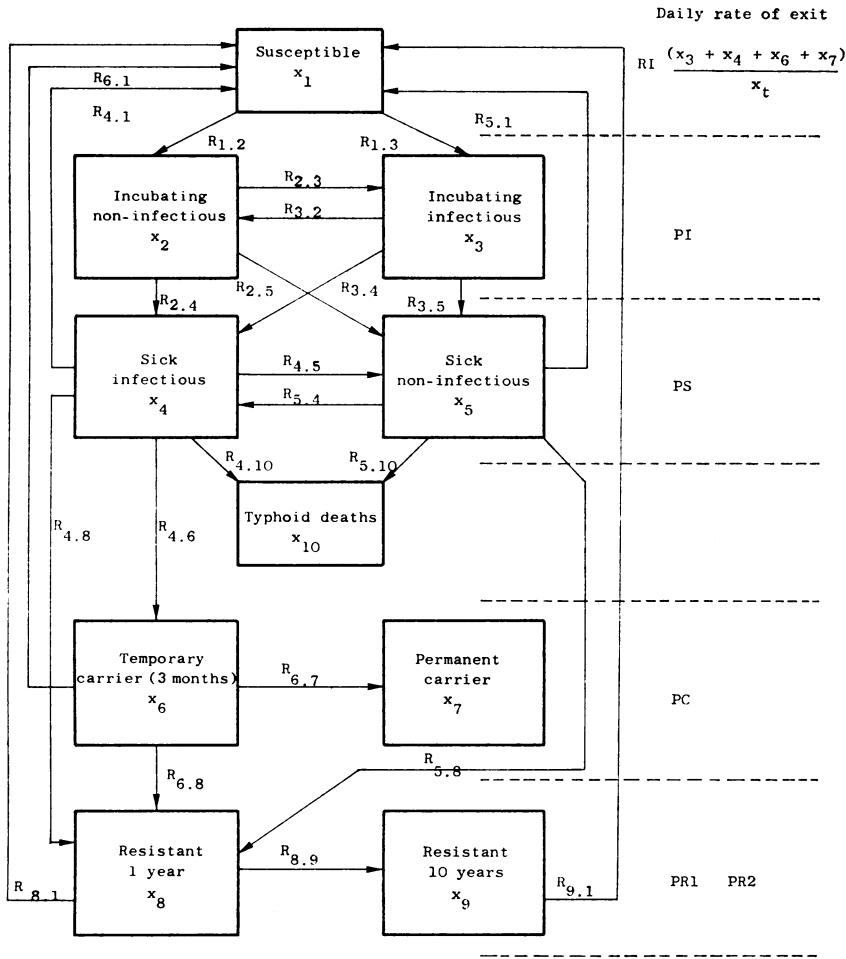 Daily rate of exit
Susceptible
x1
RI (x3 + x4 + x6 + x7)
xt
R6.1
R4.1
R5.1
R1.2
R1.3
Incubating
non-infectious
x2
R2.3
R3.2
Incubating
infectious
x3
PI
R2.4
R2.5
R3.4
R3.5
Sick
infectious
x4
R4.5
R5.4
Sick
non-infectious
x5
PS
R4.10
R5.10
Typhoid deaths
x10
R4.8
R4.6
Temporary
carrier (3 months)
x6
R6.7
Permanent
carrier
x7
PC
R5.8
R6.8
Resistant
1 year
x8
R8.9
Resistant
10 years
x9
R8.1
R9.1
PR1 PR2